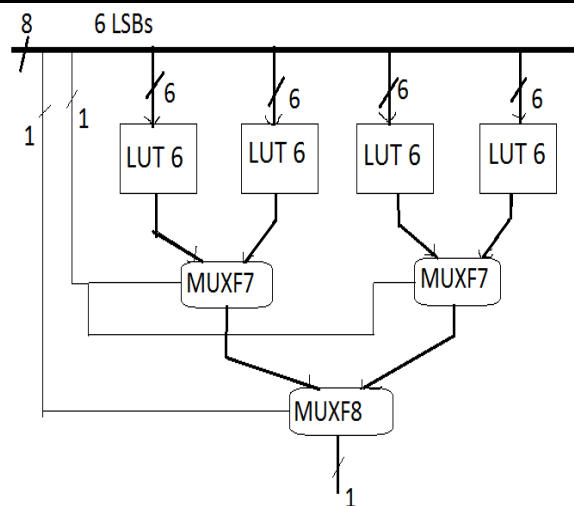 8 6 LSBs
6 6 6 6
1 1
LUT 6 LUT 6 LUT 6 LUT 6
MUXF7 MUXF7
MUXF8
1